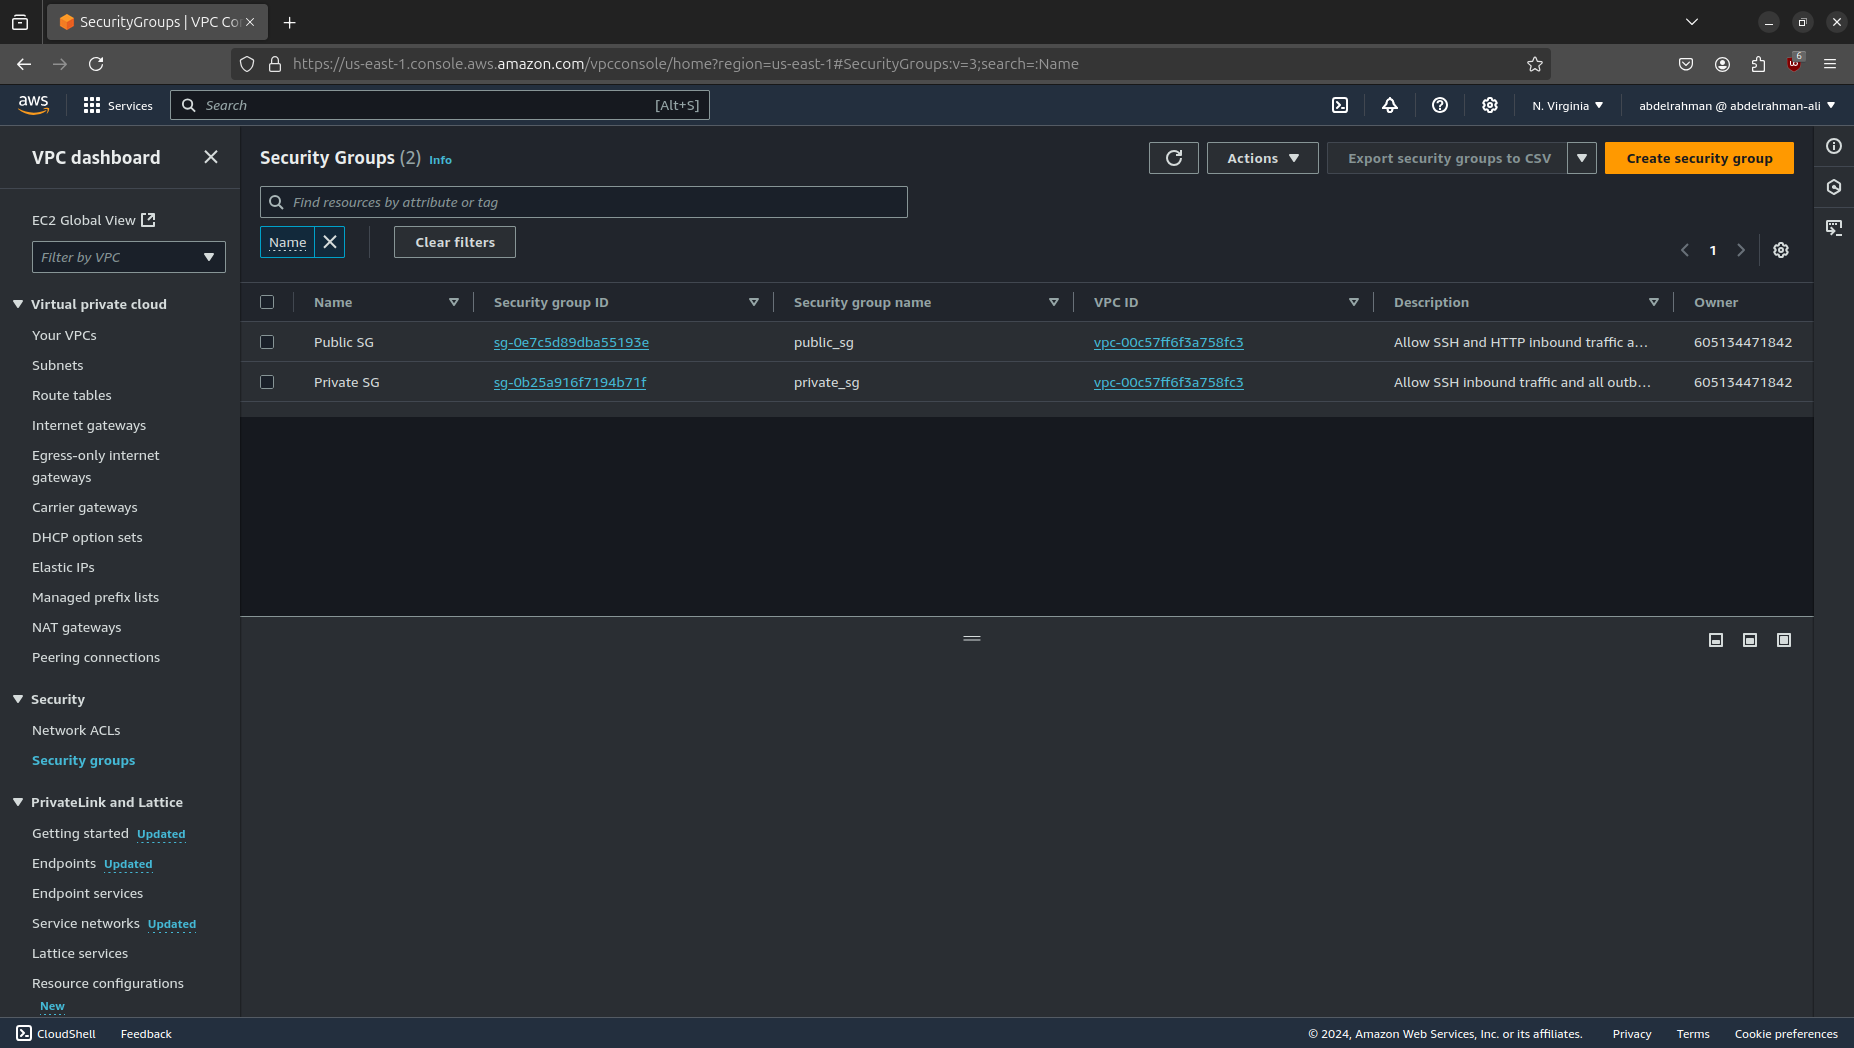 SecurityGroups | VPC Co
https://us-east-1.console.aws.amazon.com/vpcconsole/home?region=us-east-1#SecurityGroups:v=3;search=:Name
6
aws
Services
Search
[Alt+S]
N. Virginia
abdelrahman @ abdelrahman-ali
VPC dashboard
EC2 Global View
Filter by VPC
Virtual private cloud
Your VPCs
Subnets
Route tables
Internet gateways
Egress-only internet
gateways
Carrier gateways
DHCP option sets
Elastic IPs
Managed prefix lists
NAT gateways
Peering connections
Security
Network ACLs
Security groups
PrivateLink and Lattice
Getting started Updated
Endpoints Updated
Endpoint services
Service networks Updated
Lattice services
Resource configurations
New
Security Groups (2) Info
Actions
Export security groups to CSV
Create security group
Find resources by attribute or tag
Name
Clear filters
1
Name Security group ID Security group name VPC ID Description Owner
Public SG sg-0e7c5d89dba55193e public_sg vpc-00c57ff6f3a758fc3 Allow SSH and HTTP inbound traffic a... 605134471842
Private SG sg-0b25a916f7194b71f private_sg vpc-00c57ff6f3a758fc3 Allow SSH inbound traffic and all outb... 605134471842
CloudShell Feedback
© 2024, Amazon Web Services, Inc. or its affiliates. Privacy Terms Cookie preferences